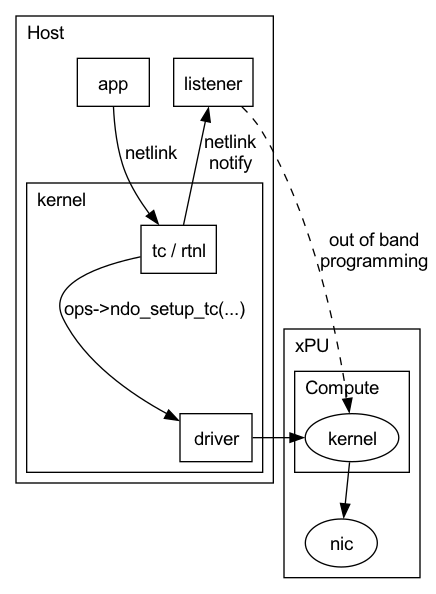 Host
app
listener
netlink
netlink
notify
kernel
tc / rtnl
out of band
programming
ops->ndo_setup_tc(...)
xPU
Compute
driver
kernel
nic